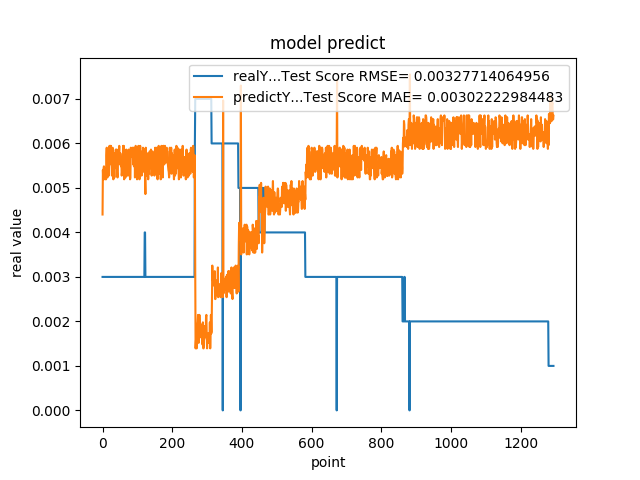 model predict
realY...Test Score RMSE= 0.00327714064956
predictY...Test Score MAE= 0.00302222984483
real value
0.007
0.006
0.005
0.004
0.003
0.002
0.001
0.000
0 200 400 600 800 1000 1200
point